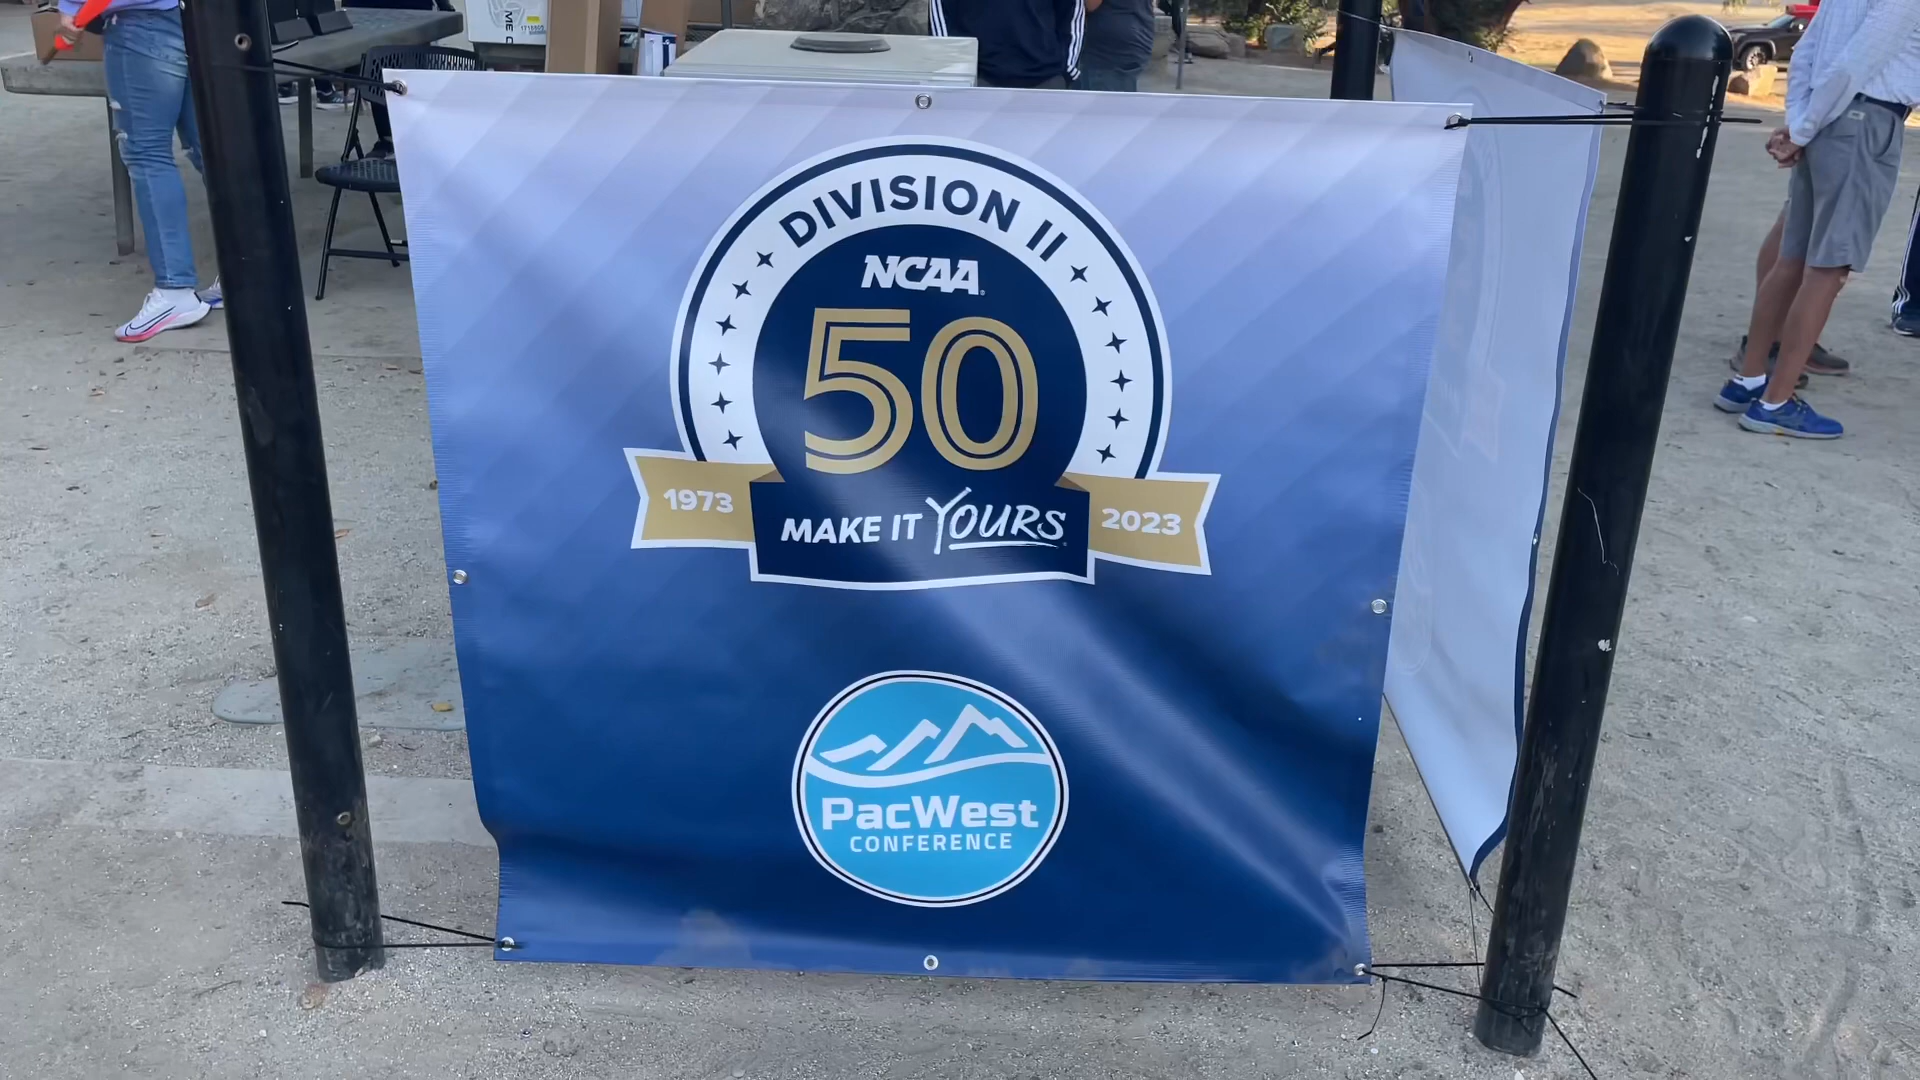 DIVISION II
NCAA
50
1973
MAKE IT YOURS
2023
PacWest
CONFERENCE